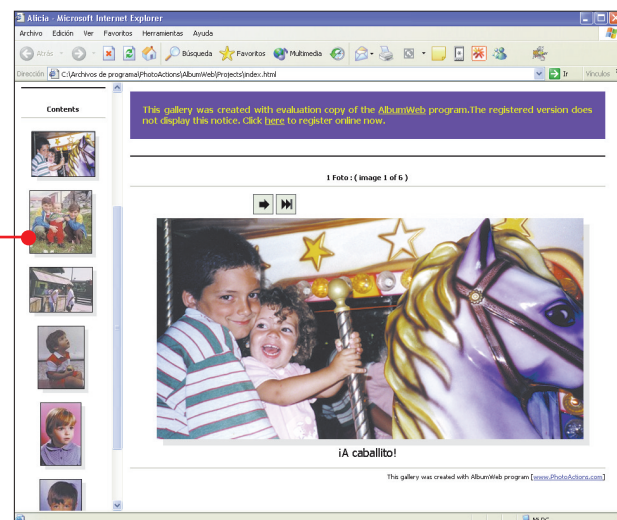 Alicia - Microsoft Internet Explorer
Archivo Edición Ver Favoritos Herramientas Ayuda
Atrás Búsqueda Favoritos Multimedia
Dirección C:\Archivos de programa\PhotoActions\AlbumWeb\Projects\index.html Ir Vínculos
Contents
This gallery was created with evaluation copy of the AlbumWeb program.The registered version does
not display this notice. Click here to register online now.
1 Foto : ( image 1 of 6 )
¡A caballito!
This gallery was created with AlbumWeb program [www.PhotoActions.com]
Mi PC